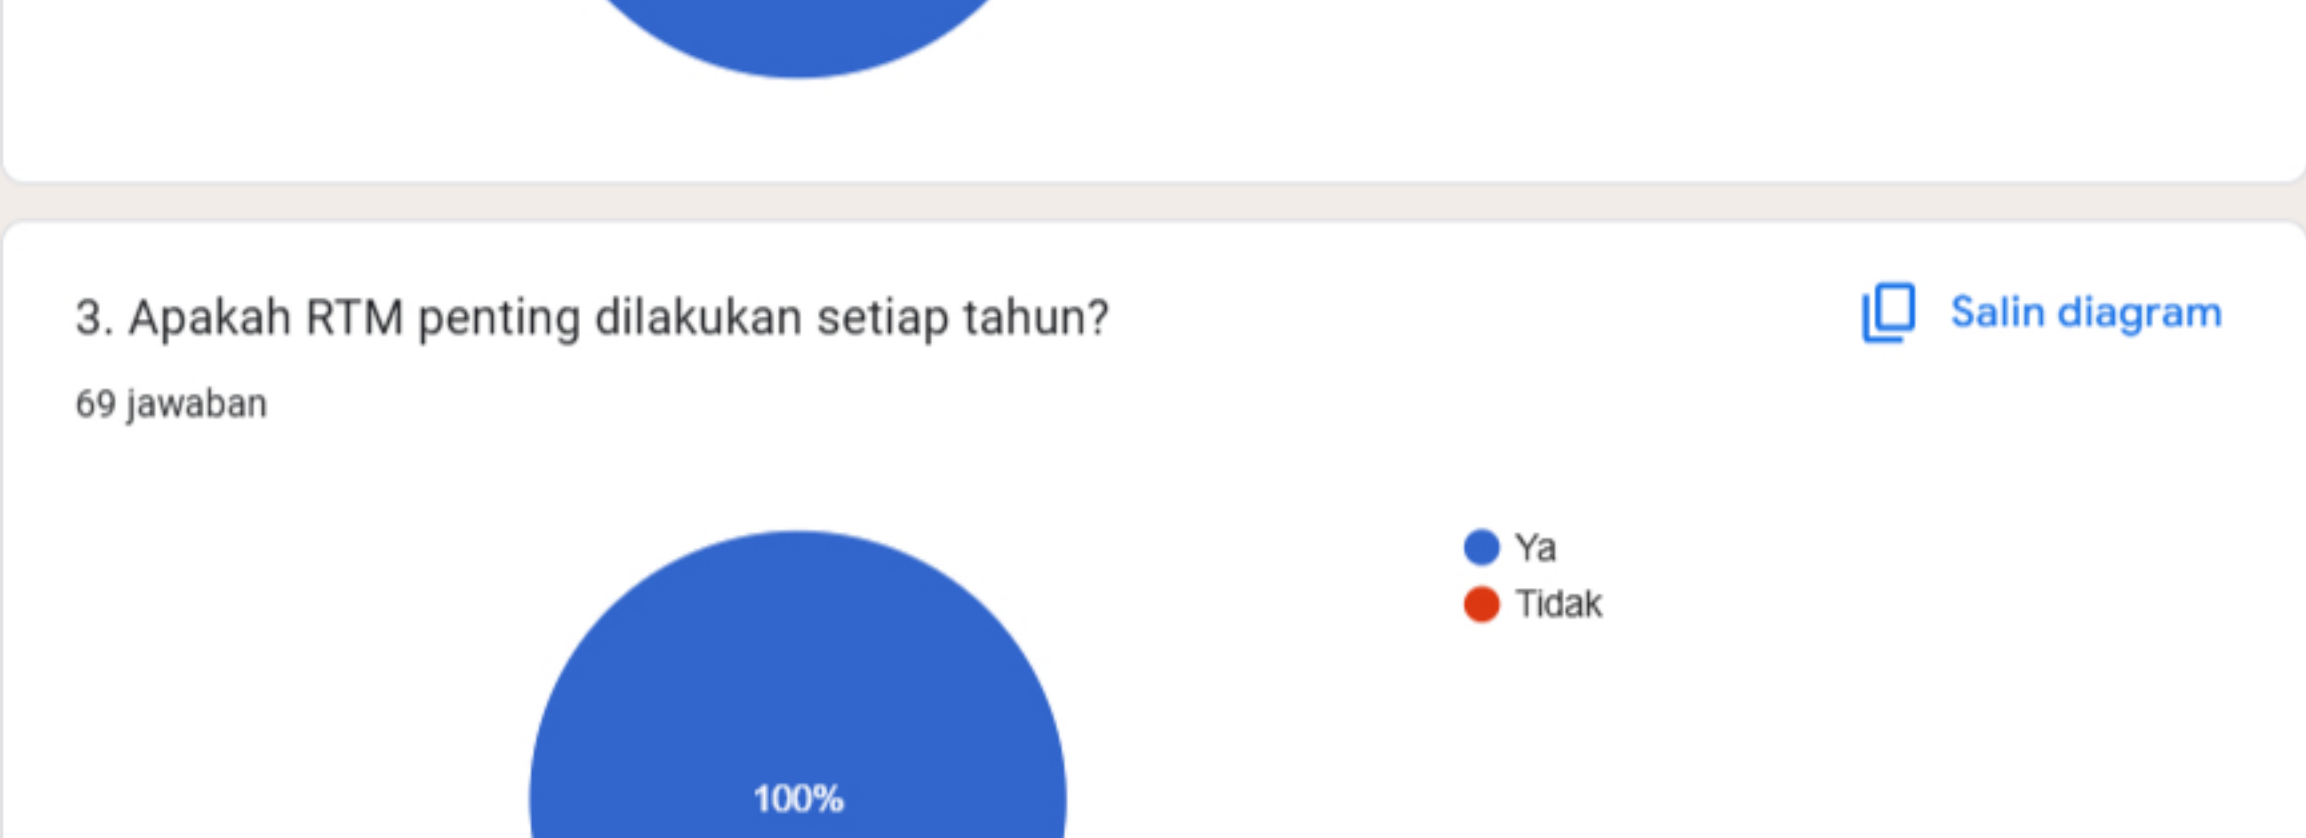 3. Apakah RTM penting dilakukan setiap tahun?
Salin diagram
69 jawaban
Ya
Tidak
100%